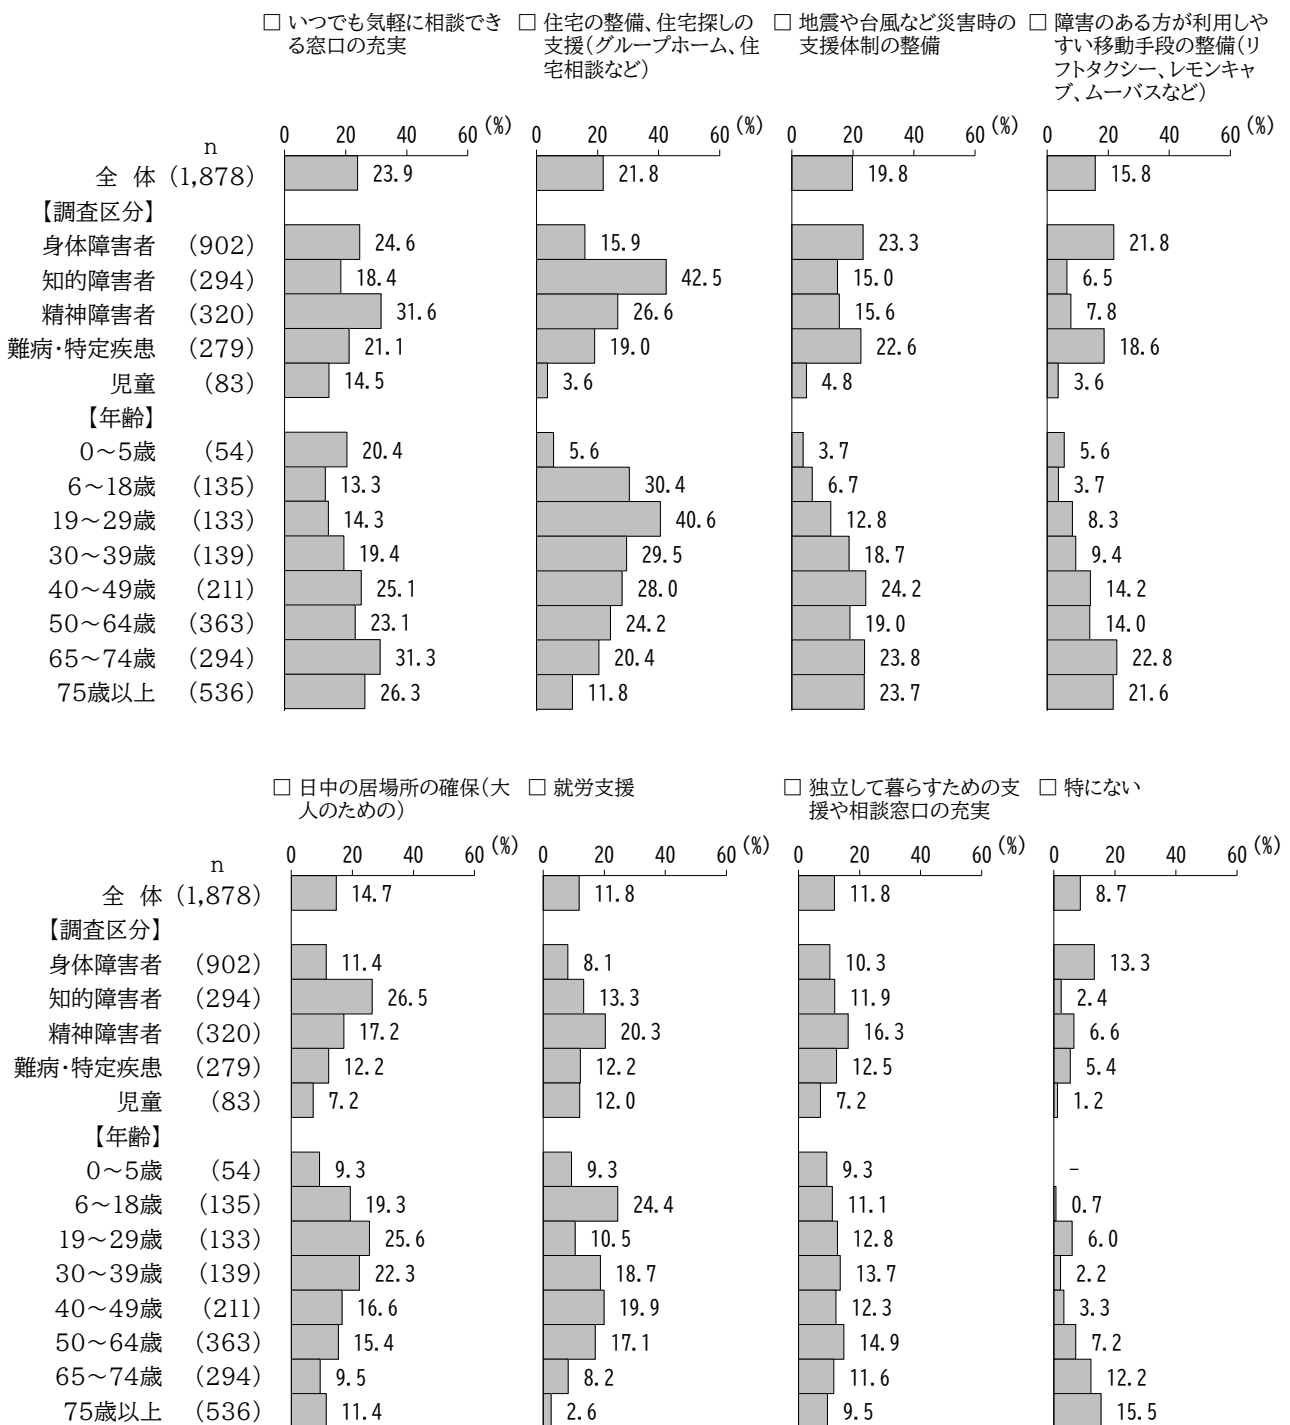 □ いつでも気軽に相談でき
る窓口の充実
□ 住宅の整備、住宅探しの
支援(グループホーム、住
宅相談など)
□ 地震や台風など災害時の
支援体制の整備
□ 障害のある方が利用しや
すい移動手段の整備(リ
フトタクシー、レモンキャ
ブ、ムーバスなど)
n 0 20 40 60 (%) 0 20 40 60 (%) 0 20 40 60 (%) 0 20 40 60 (%)
全 体 (1,878) 23.9 21.8 19.8 15.8
【調査区分】
身体障害者 (902) 24.6 15.9 23.3 21.8
知的障害者 (294) 18.4 42.5 15.0 6.5
精神障害者 (320) 31.6 26.6 15.6 7.8
難病・特定疾患 (279) 21.1 19.0 22.6 18.6
児童 (83) 14.5 3.6 4.8 3.6
【年齢】
0～5歳 (54) 20.4 5.6 3.7 5.6
6～18歳 (135) 13.3 30.4 6.7 3.7
19～29歳 (133) 14.3 40.6 12.8 8.3
30～39歳 (139) 19.4 29.5 18.7 9.4
40～49歳 (211) 25.1 28.0 24.2 14.2
50～64歳 (363) 23.1 24.2 19.0 14.0
65～74歳 (294) 31.3 20.4 23.8 22.8
75歳以上 (536) 26.3 11.8 23.7 21.6
□ 日中の居場所の確保(大
人のための)
□ 就労支援
□ 独立して暮らすための支
援や相談窓口の充実
□ 特にない
n 0 20 40 60 (%) 0 20 40 60 (%) 0 20 40 60 (%) 0 20 40 60 (%)
全 体 (1,878) 14.7 11.8 11.8 8.7
【調査区分】
身体障害者 (902) 11.4 8.1 10.3 13.3
知的障害者 (294) 26.5 13.3 11.9 2.4
精神障害者 (320) 17.2 20.3 16.3 6.6
難病・特定疾患 (279) 12.2 12.2 12.5 5.4
児童 (83) 7.2 12.0 7.2 1.2
【年齢】
0～5歳 (54) 9.3 9.3 9.3 -
6～18歳 (135) 19.3 24.4 11.1 0.7
19～29歳 (133) 25.6 10.5 12.8 6.0
30～39歳 (139) 22.3 18.7 13.7 2.2
40～49歳 (211) 16.6 19.9 12.3 3.3
50～64歳 (363) 15.4 17.1 14.9 7.2
65～74歳 (294) 9.5 8.2 11.6 12.2
75歳以上 (536) 11.4 2.6 9.5 15.5